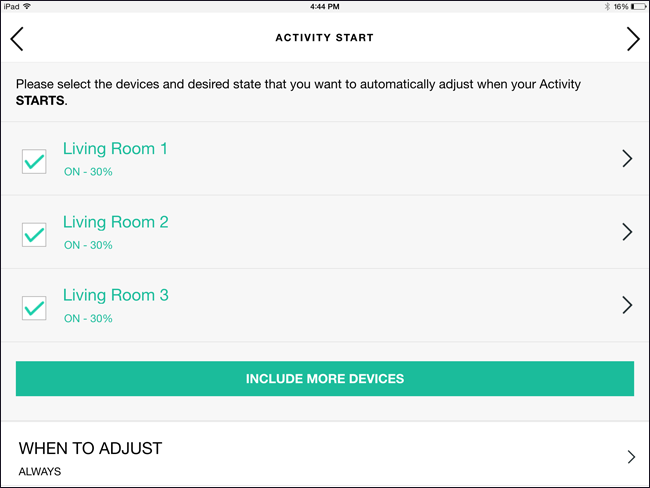 iPad 4:44 PM 16%
ACTIVITY START
Please select the devices and desired state that you want to automatically adjust when your Activity
STARTS.
Living Room 1
ON - 30%
Living Room 2
ON - 30%
Living Room 3
ON - 30%
INCLUDE MORE DEVICES
WHEN TO ADJUST
ALWAYS